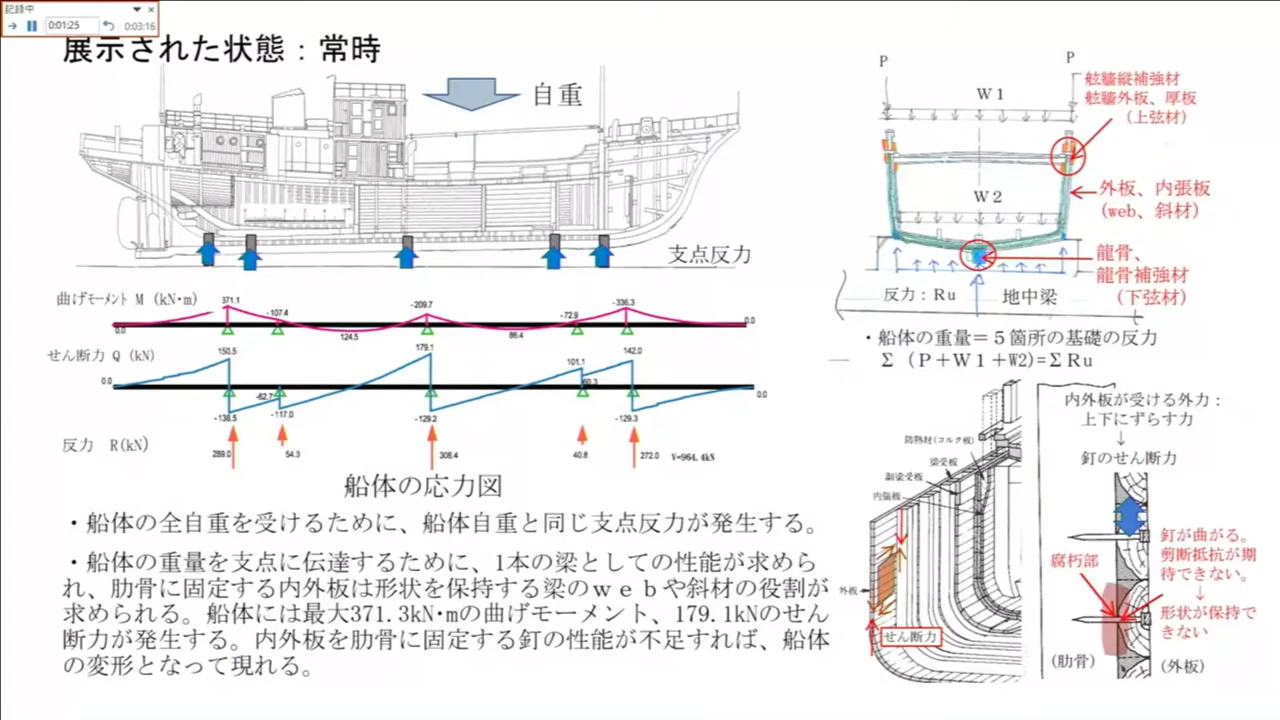 記録中
0:01:25
0:03:16
展示された状態：常時
自重
支点反力
曲げモーメント M (kN・m)
371.1
-107.4
-209.7
-72.9
-336.3
0.0
0.0
124.5
86.4
せん断力 Q (kN)
150.5
179.1
101.1
142.0
0.0
-62.7
60.3
0.0
-138.5
-117.0
-129.2
-129.3
反力 R(kN)
289.0
54.3
308.4
40.8
272.0
V=964.4kN
船体の応力図
・船体の全自重を受けるために、船体自重と同じ支点反力が発生する。
・船体の重量を支点に伝達するために、1本の梁としての性能が求めら
れ、肋骨に固定する内外板は形状を保持する梁のｗｅｂや斜材の役割が
求められる。船体には最大371.3kN・mの曲げモーメント、179.1kNのせん
断力が発生する。内外板を肋骨に固定する釘の性能が不足すれば、船体
の変形となって現れる。
P
P
W1
舷牆縦補強材
舷牆外板、厚板
(上弦材)
W2
外板、内張板
(web、斜材)
龍骨、
龍骨補強材
(下弦材)
反力：Ru
地中梁
・船体の重量＝５箇所の基礎の反力
Σ (P＋W1＋W2)=ΣRu
防熱材(コルク板)
梁受板
副梁受板
内張板
外板
せん断力
内外板が受ける外力：
上下にずらす力
↓
釘のせん断力
釘が曲がる。
剪断抵抗が期
待できない。
↓
形状が保持で
きない
腐朽部
(肋骨)
(外板)